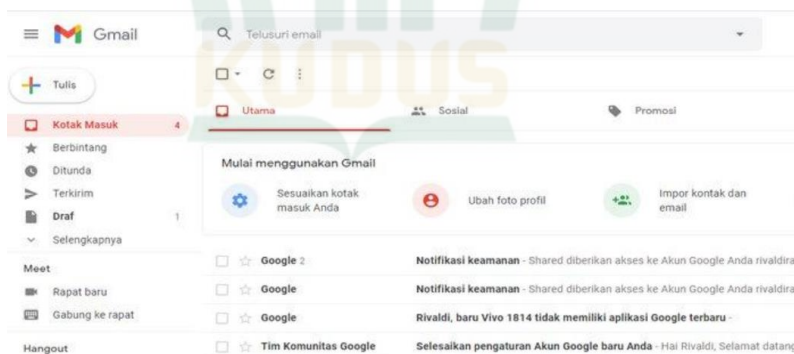 Gmail
Telusuri email
KUDUS
Tulis
Utama
Sosial
Promosi
Kotak Masuk 4
Berbintang
Ditunda
Terkirim
Draf 1
Selengkapnya
Mulai menggunakan Gmail
Sesuaikan kotak
masuk Anda
Ubah foto profil
Impor kontak dan
email
Google 2 Notifikasi keamanan - Shared diberikan akses ke Akun Google Anda rivaldira
Meet
Google Notifikasi keamanan - Shared diberikan akses ke Akun Google Anda rivaldira
Rapat baru
Gabung ke rapat
Google Rivaldi, baru Vivo 1814 tidak memiliki aplikasi Google terbaru -
Hangout
Tim Komunitas Google Selesaikan pengaturan Akun Google baru Anda - Hai Rivaldi, Selamat datang